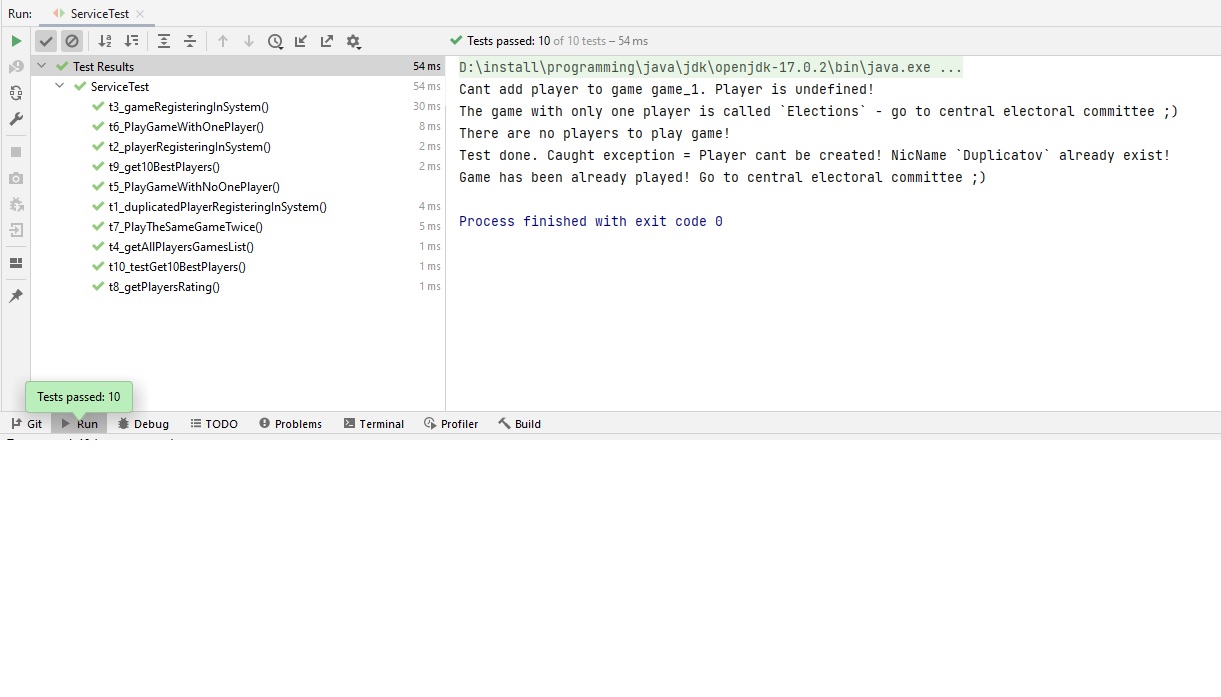 Run: ServiceTest
Tests passed: 10 of 10 tests – 54 ms
Test Results 54 ms
ServiceTest 54 ms
t3_gameRegisteringInSystem() 30 ms
t6_PlayGameWithOnePlayer() 8 ms
t2_playerRegisteringInSystem() 2 ms
t9_get10BestPlayers() 2 ms
t5_PlayGameWithNoOnePlayer()
t1_duplicatedPlayerRegisteringInSystem() 4 ms
t7_PlayTheSameGameTwice() 5 ms
t4_getAllPlayersGamesList() 1 ms
t10_testGet10BestPlayers() 1 ms
t8_getPlayersRating() 1 ms
D:\install\programming\java\jdk\openjdk-17.0.2\bin\java.exe ...
Cant add player to game game_1. Player is undefined!
The game with only one player is called `Elections` - go to central electoral committee ;)
There are no players to play game!
Test done. Caught exception = Player cant be created! NicName `Duplicatov` already exist!
Game has been already played! Go to central electoral committee ;)
Process finished with exit code 0
Tests passed: 10
Git Run Debug TODO Problems Terminal Profiler Build